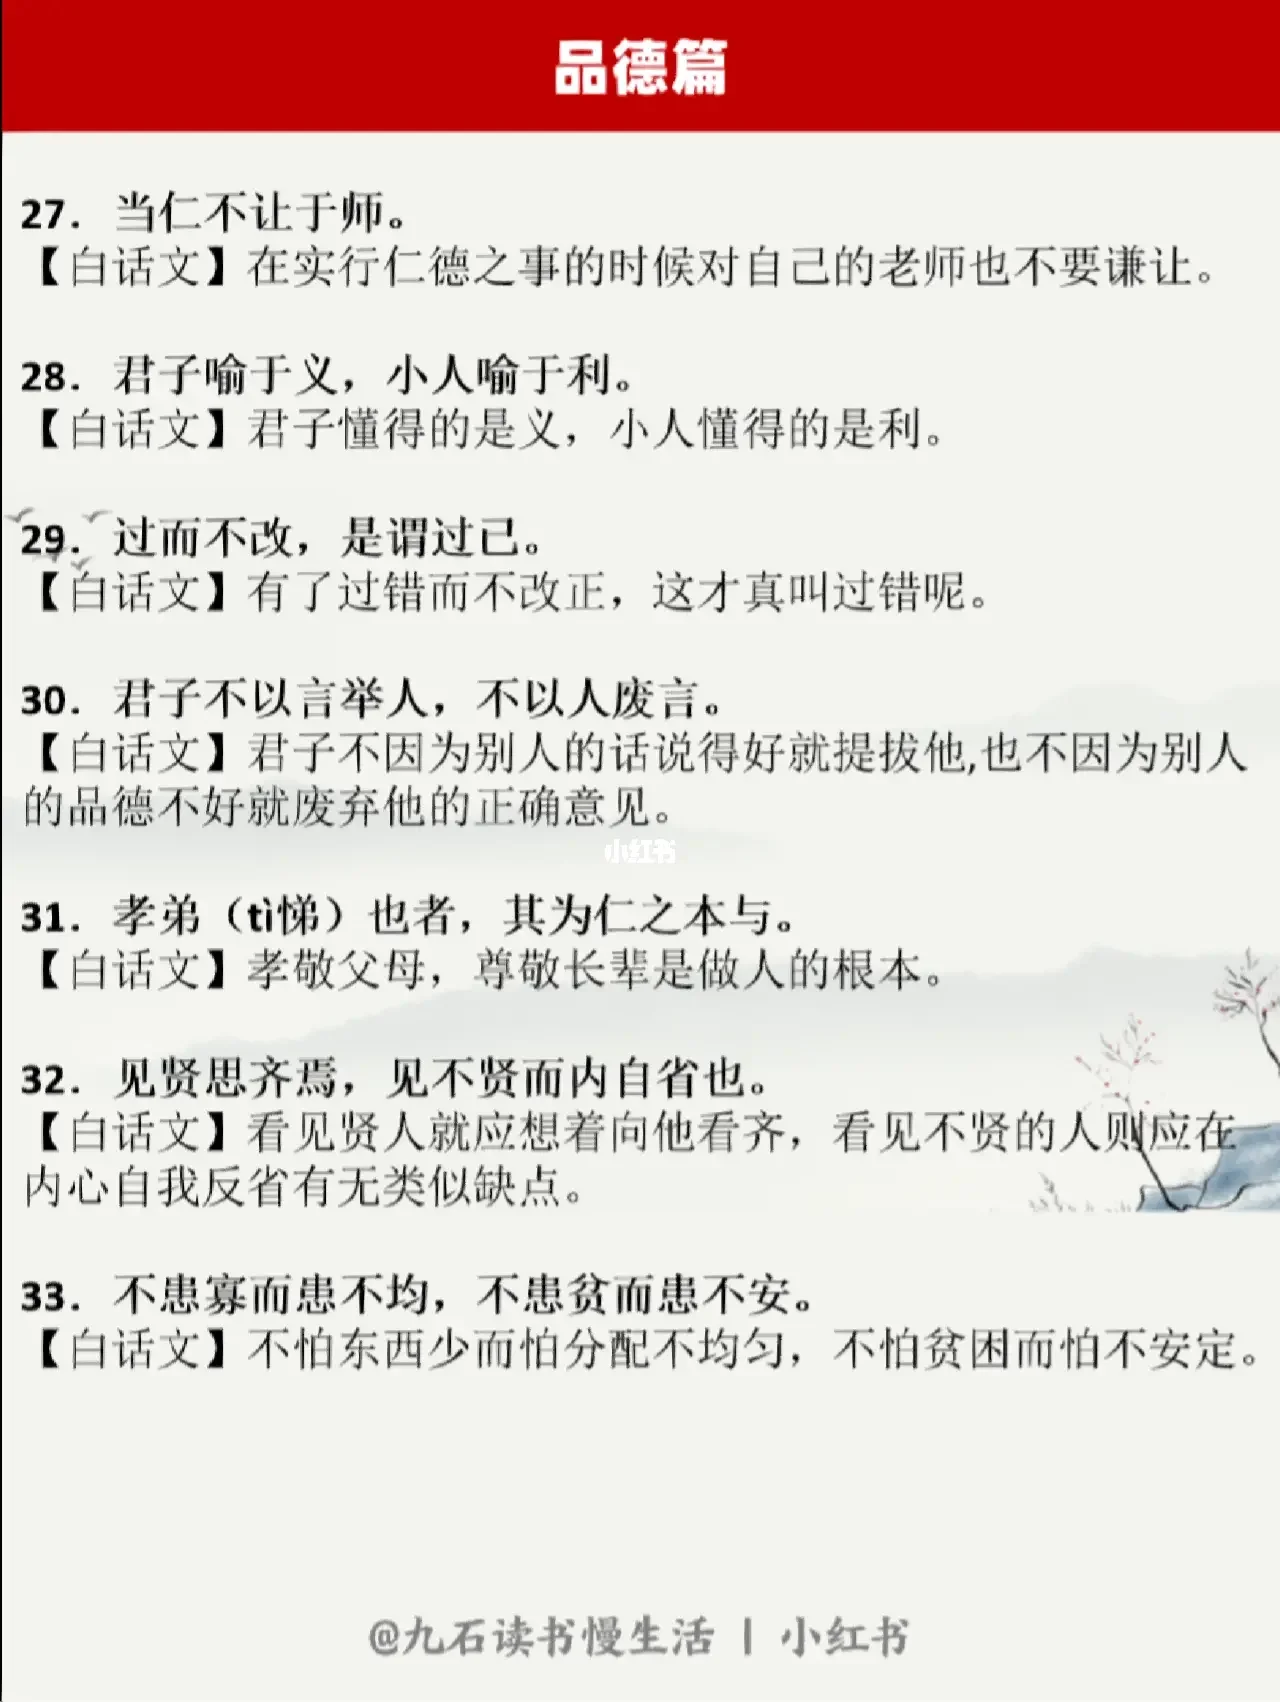 品德篇
27. 当仁不让于师。
【白话文】在实行仁德之事的时候对自己的老师也不要谦让。
28. 君子喻于义，小人喻于利。
【白话文】君子懂得的是义，小人懂得的是利。
29. 过而不改，是谓过已。
【白话文】有了过错而不改正，这才真叫过错呢。
30. 君子不以言举人，不以人废言。
【白话文】君子不因为别人的话说得好就提拔他,也不因为别人
的品德不好就废弃他的正确意见。
小红书
31. 孝弟（tì悌）也者，其为仁之本与。
【白话文】孝敬父母，尊敬长辈是做人的根本。
32. 见贤思齐焉，见不贤而内自省也。
【白话文】看见贤人就应想着向他看齐，看见不贤的人则应在
内心自我反省有无类似缺点。
33. 不患寡而患不均，不患贫而患不安。
【白话文】不怕东西少而怕分配不均匀，不怕贫困而怕不安定。
@九石读书慢生活 | 小红书